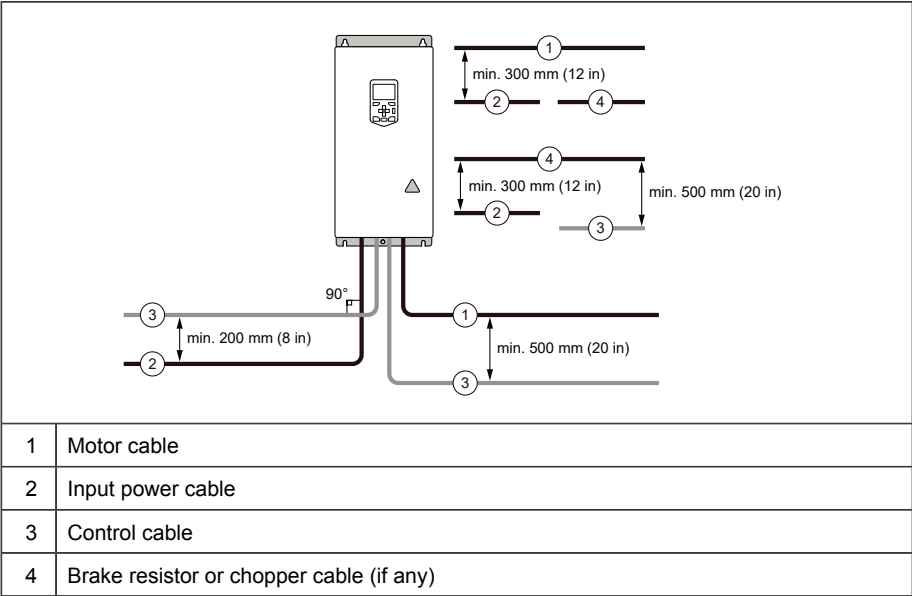 1
min. 300 mm (12 in)
2 4
4
min. 300 mm (12 in) min. 500 mm (20 in)
2
3
90°
3 1
min. 200 mm (8 in) min. 500 mm (20 in)
2
3
1 Motor cable
2 Input power cable
3 Control cable
4 Brake resistor or chopper cable (if any)